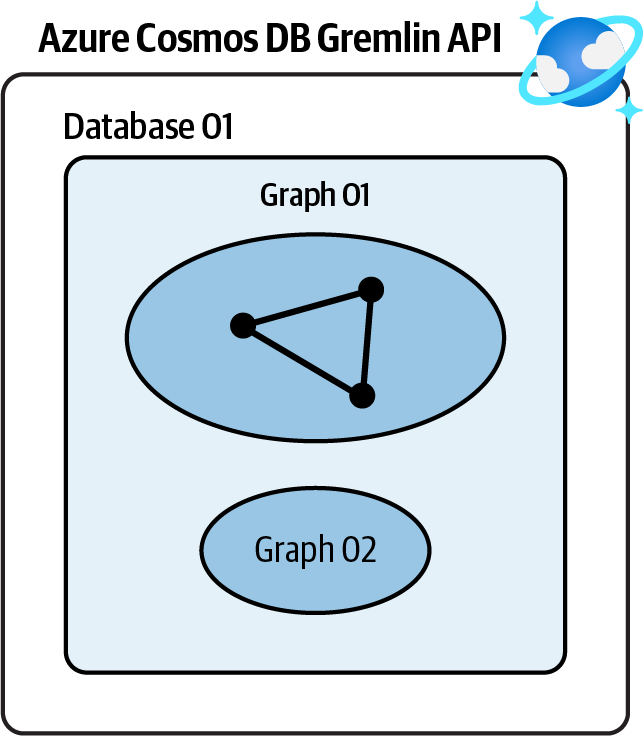 Azure Cosmos DB Gremlin API
Database 01
Graph 01
Graph 02